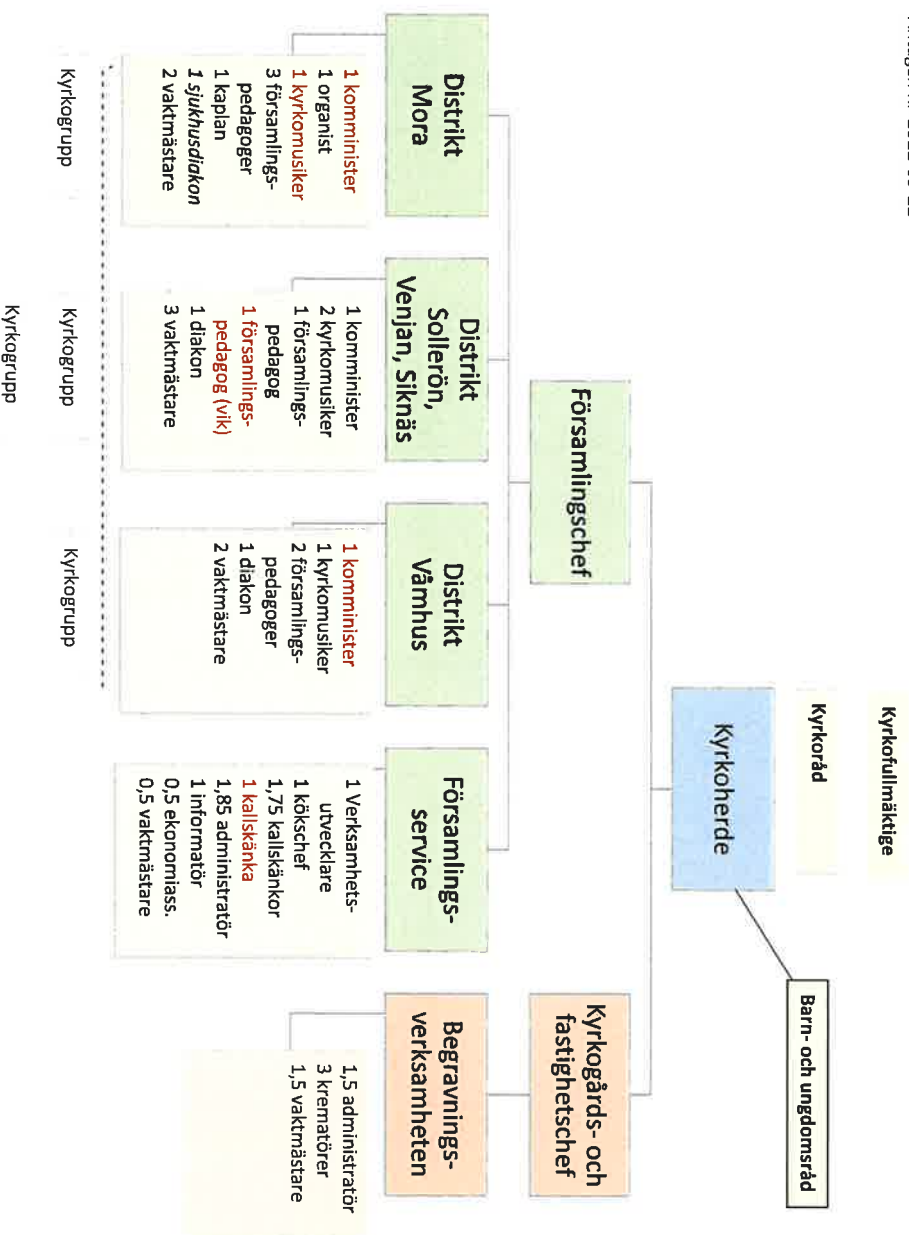 Kyrkofullmäktige
Kyrkoråd
Kyrkoherde
Barn- och ungdomsråd
Församlingschef
Kyrkogårds- och
fastighetschef
Distrikt
Mora
1 komminister
1 organist
1 kyrkomusiker
3 församlings-
pedagoger
1 kaplan
1 sjukhusdiakon
2 vaktmästare
Distrikt
Sollerön,
Venjan, Siknäs
1 komminister
2 kyrkomusiker
1 församlings-
pedagog
1 församlings-
pedagog (vik)
1 diakon
3 vaktmästare
Distrikt
Våmhus
1 komminister
1 kyrkomusiker
2 församlings-
pedagoger
1 diakon
2 vaktmästare
Församlings-
service
1 Verksamhets-
utvecklare
1 kökschef
1,75 kallskänkor
1 kallskänka
1,85 administratör
1 informatör
0,5 ekonomiass.
0,5 vaktmästare
Begravnings-
verksamheten
1,5 administratör
3 krematörer
1,5 vaktmästare
Kyrkogrupp
Kyrkogrupp
Kyrkogrupp
Kyrkogrupp